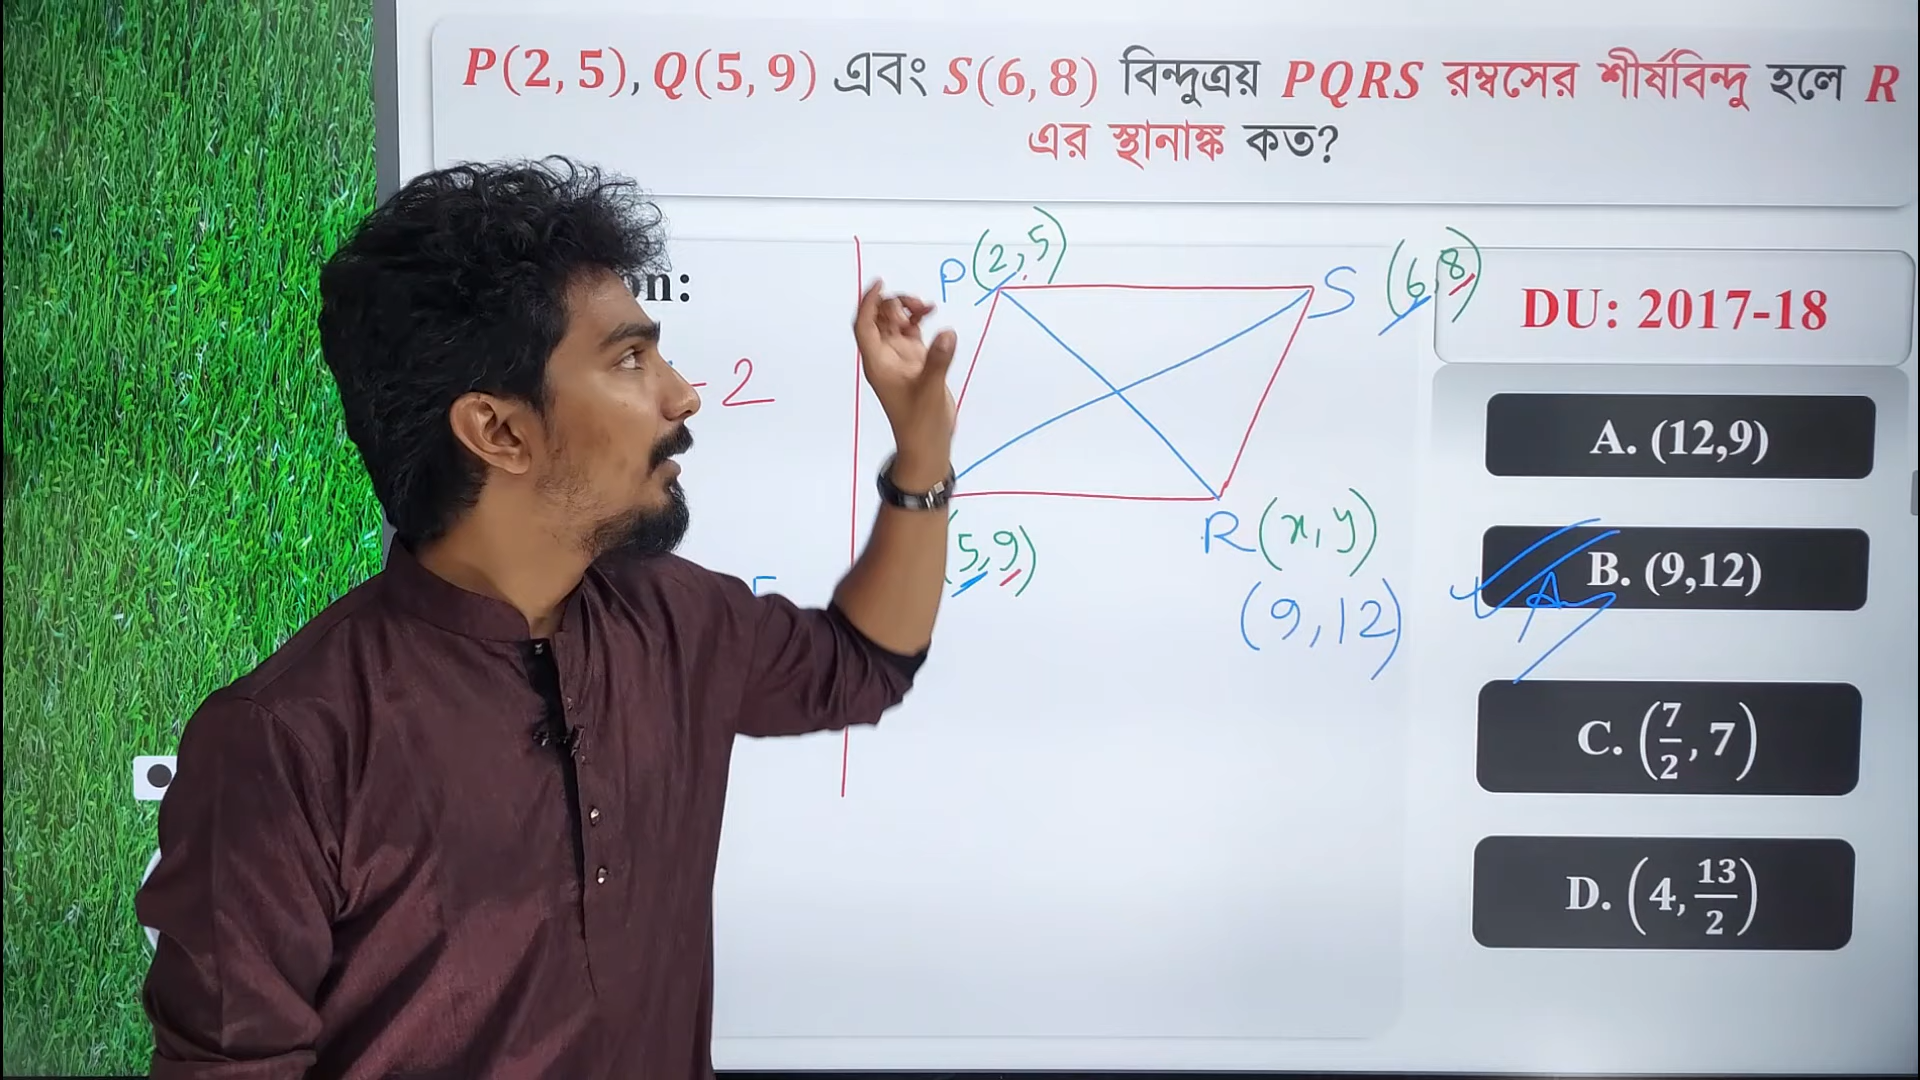 P(2, 5), Q(5, 9) এবং S(6, 8) বিন্দুত্রয় PQRS রম্বসের শীর্ষবিন্দু হলে R
এর স্থানাঙ্ক কত?
on:
- 2
P(2, 5)
S (6, 8)
(5, 9)
R(x, y)
(9, 12)
DU: 2017-18
A. (12,9)
B. (9,12)
C. (7/2, 7)
D. (4, 13/2)